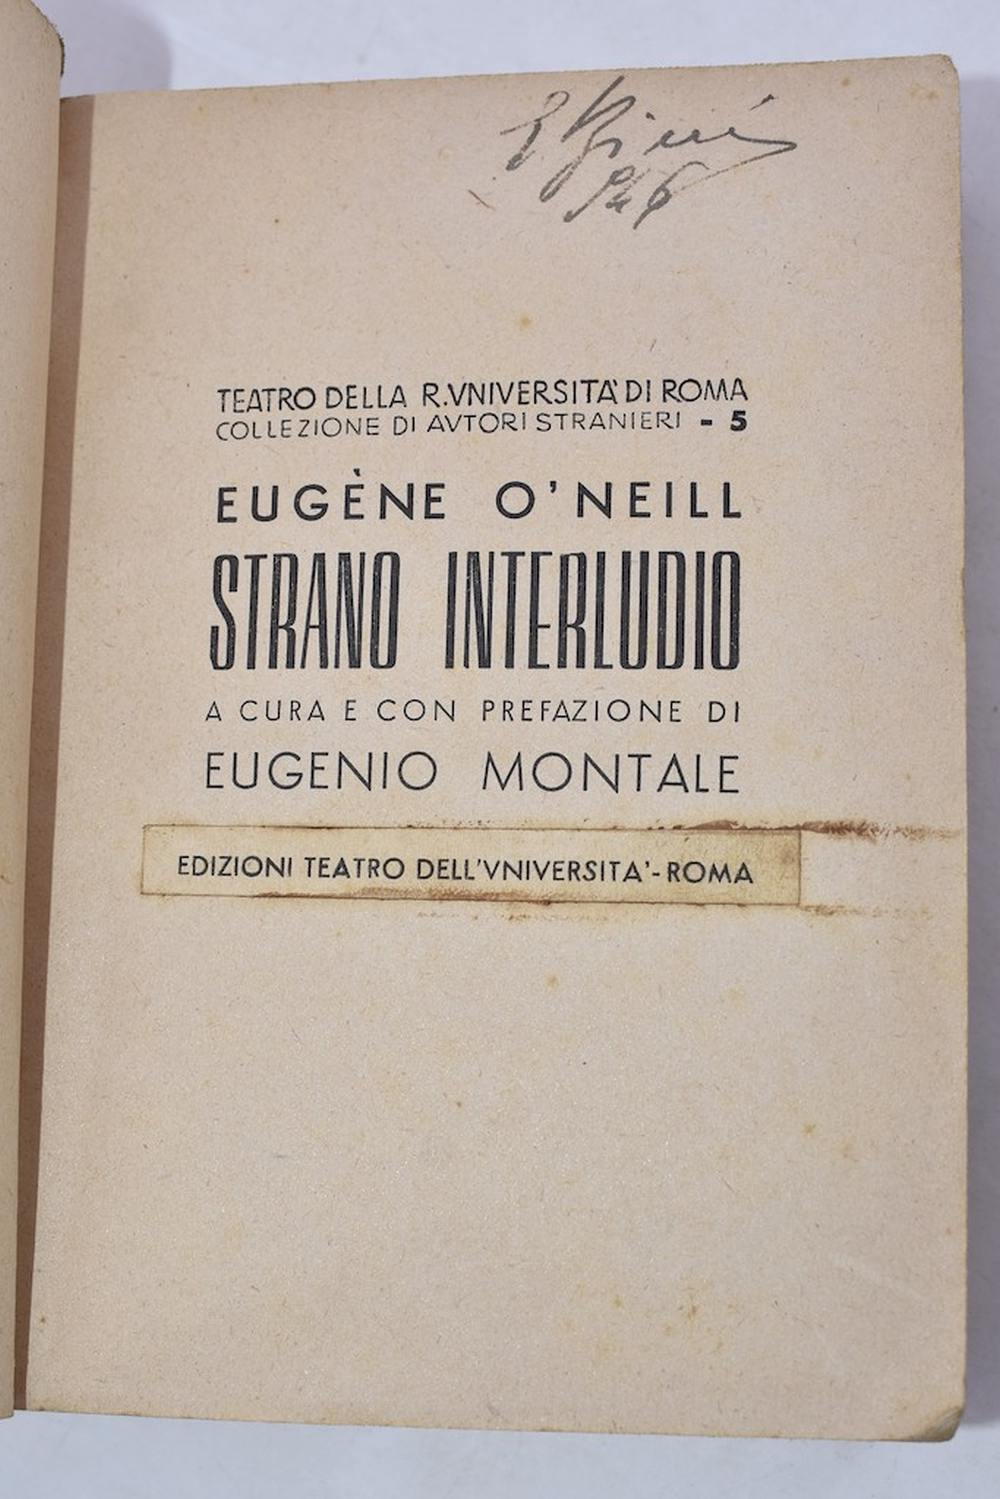 946
TEATRO DELLA R.VNIVERSITA' DI ROMA
COLLEZIONE DI AVTORI STRANIERI - 5
EUGÈNE O'NEILL
STRANO INTERLUDIO
A CURA E CON PREFAZIONE DI
EUGENIO MONTALE
EDIZIONI TEATRO DELL'VNIVERSITA'-ROMA